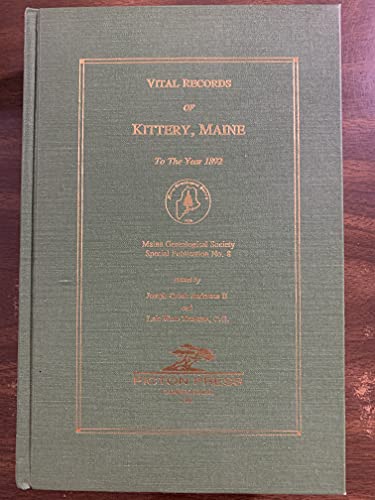 VITAL RECORDS
OF
KITTERY, MAINE
To The Year 1892
Maine Genealogical Society
Special Publication No. 8
Joseph
II
and
C.G.
PICTON PRESS